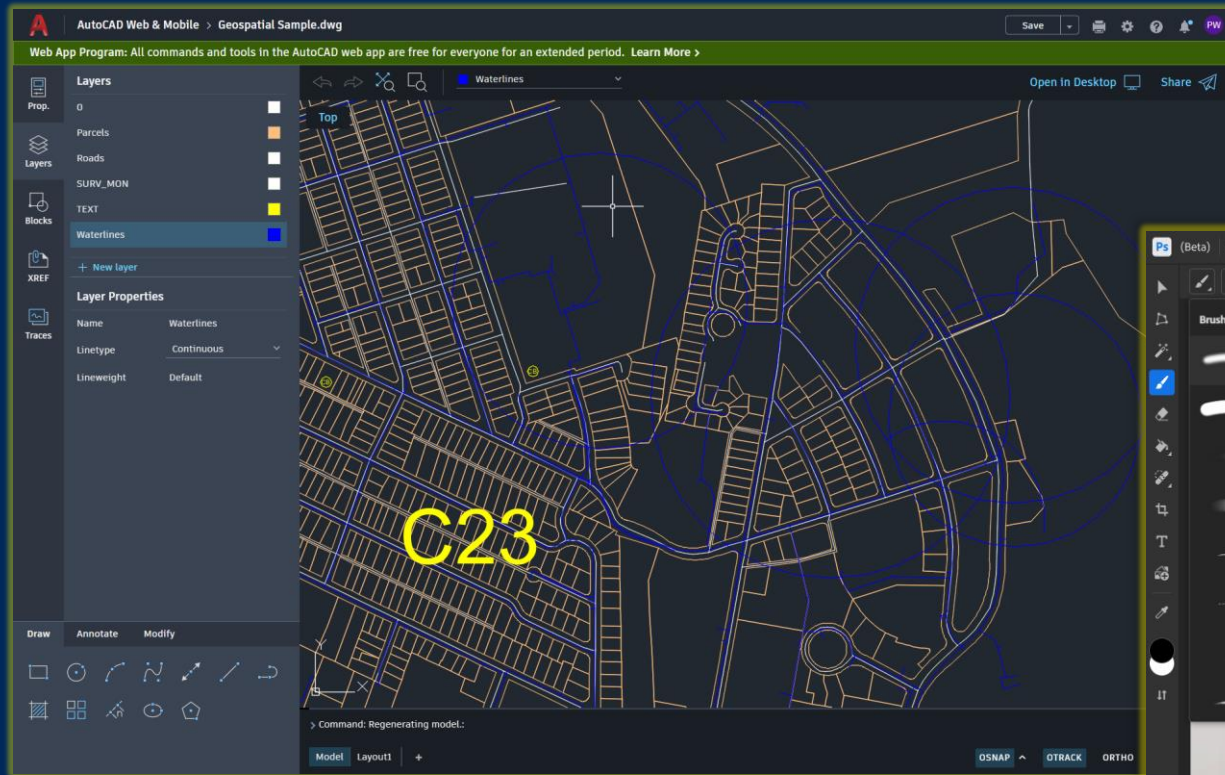 AutoCAD Web & Mobile > Geospatial Sample.dwg
Save
PW
Web App Program: All commands and tools in the AutoCAD web app are free for everyone for an extended period. Learn More >
Prop.
Layers
Blocks
XREF
Traces
Layers
0
Parcels
Roads
SURV_MON
TEXT
Waterlines
+ New layer
Layer Properties
Name Waterlines
Linetype Continuous
Lineweight Default
Waterlines
Open in Desktop
Share
Top
CB
CB
C23
Y
X
Draw Annotate Modify
> Command: Regenerating model.:
Model Layout1 +
OSNAP OTRACK ORTHO
Ps (Beta)
Brush
T